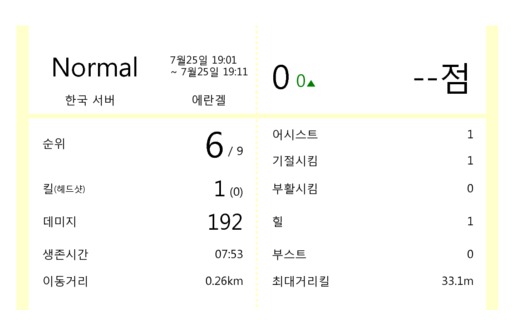 Normal
7월25일 19:01
~ 7월25일 19:11
한국 서버
에란겔
0 0▲
--점
순위 6 / 9
킬(헤드샷) 1 (0)
데미지 192
생존시간 07:53
이동거리 0.26km
어시스트 1
기절시킴 1
부활시킴 0
힐 1
부스트 0
최대거리킬 33.1m